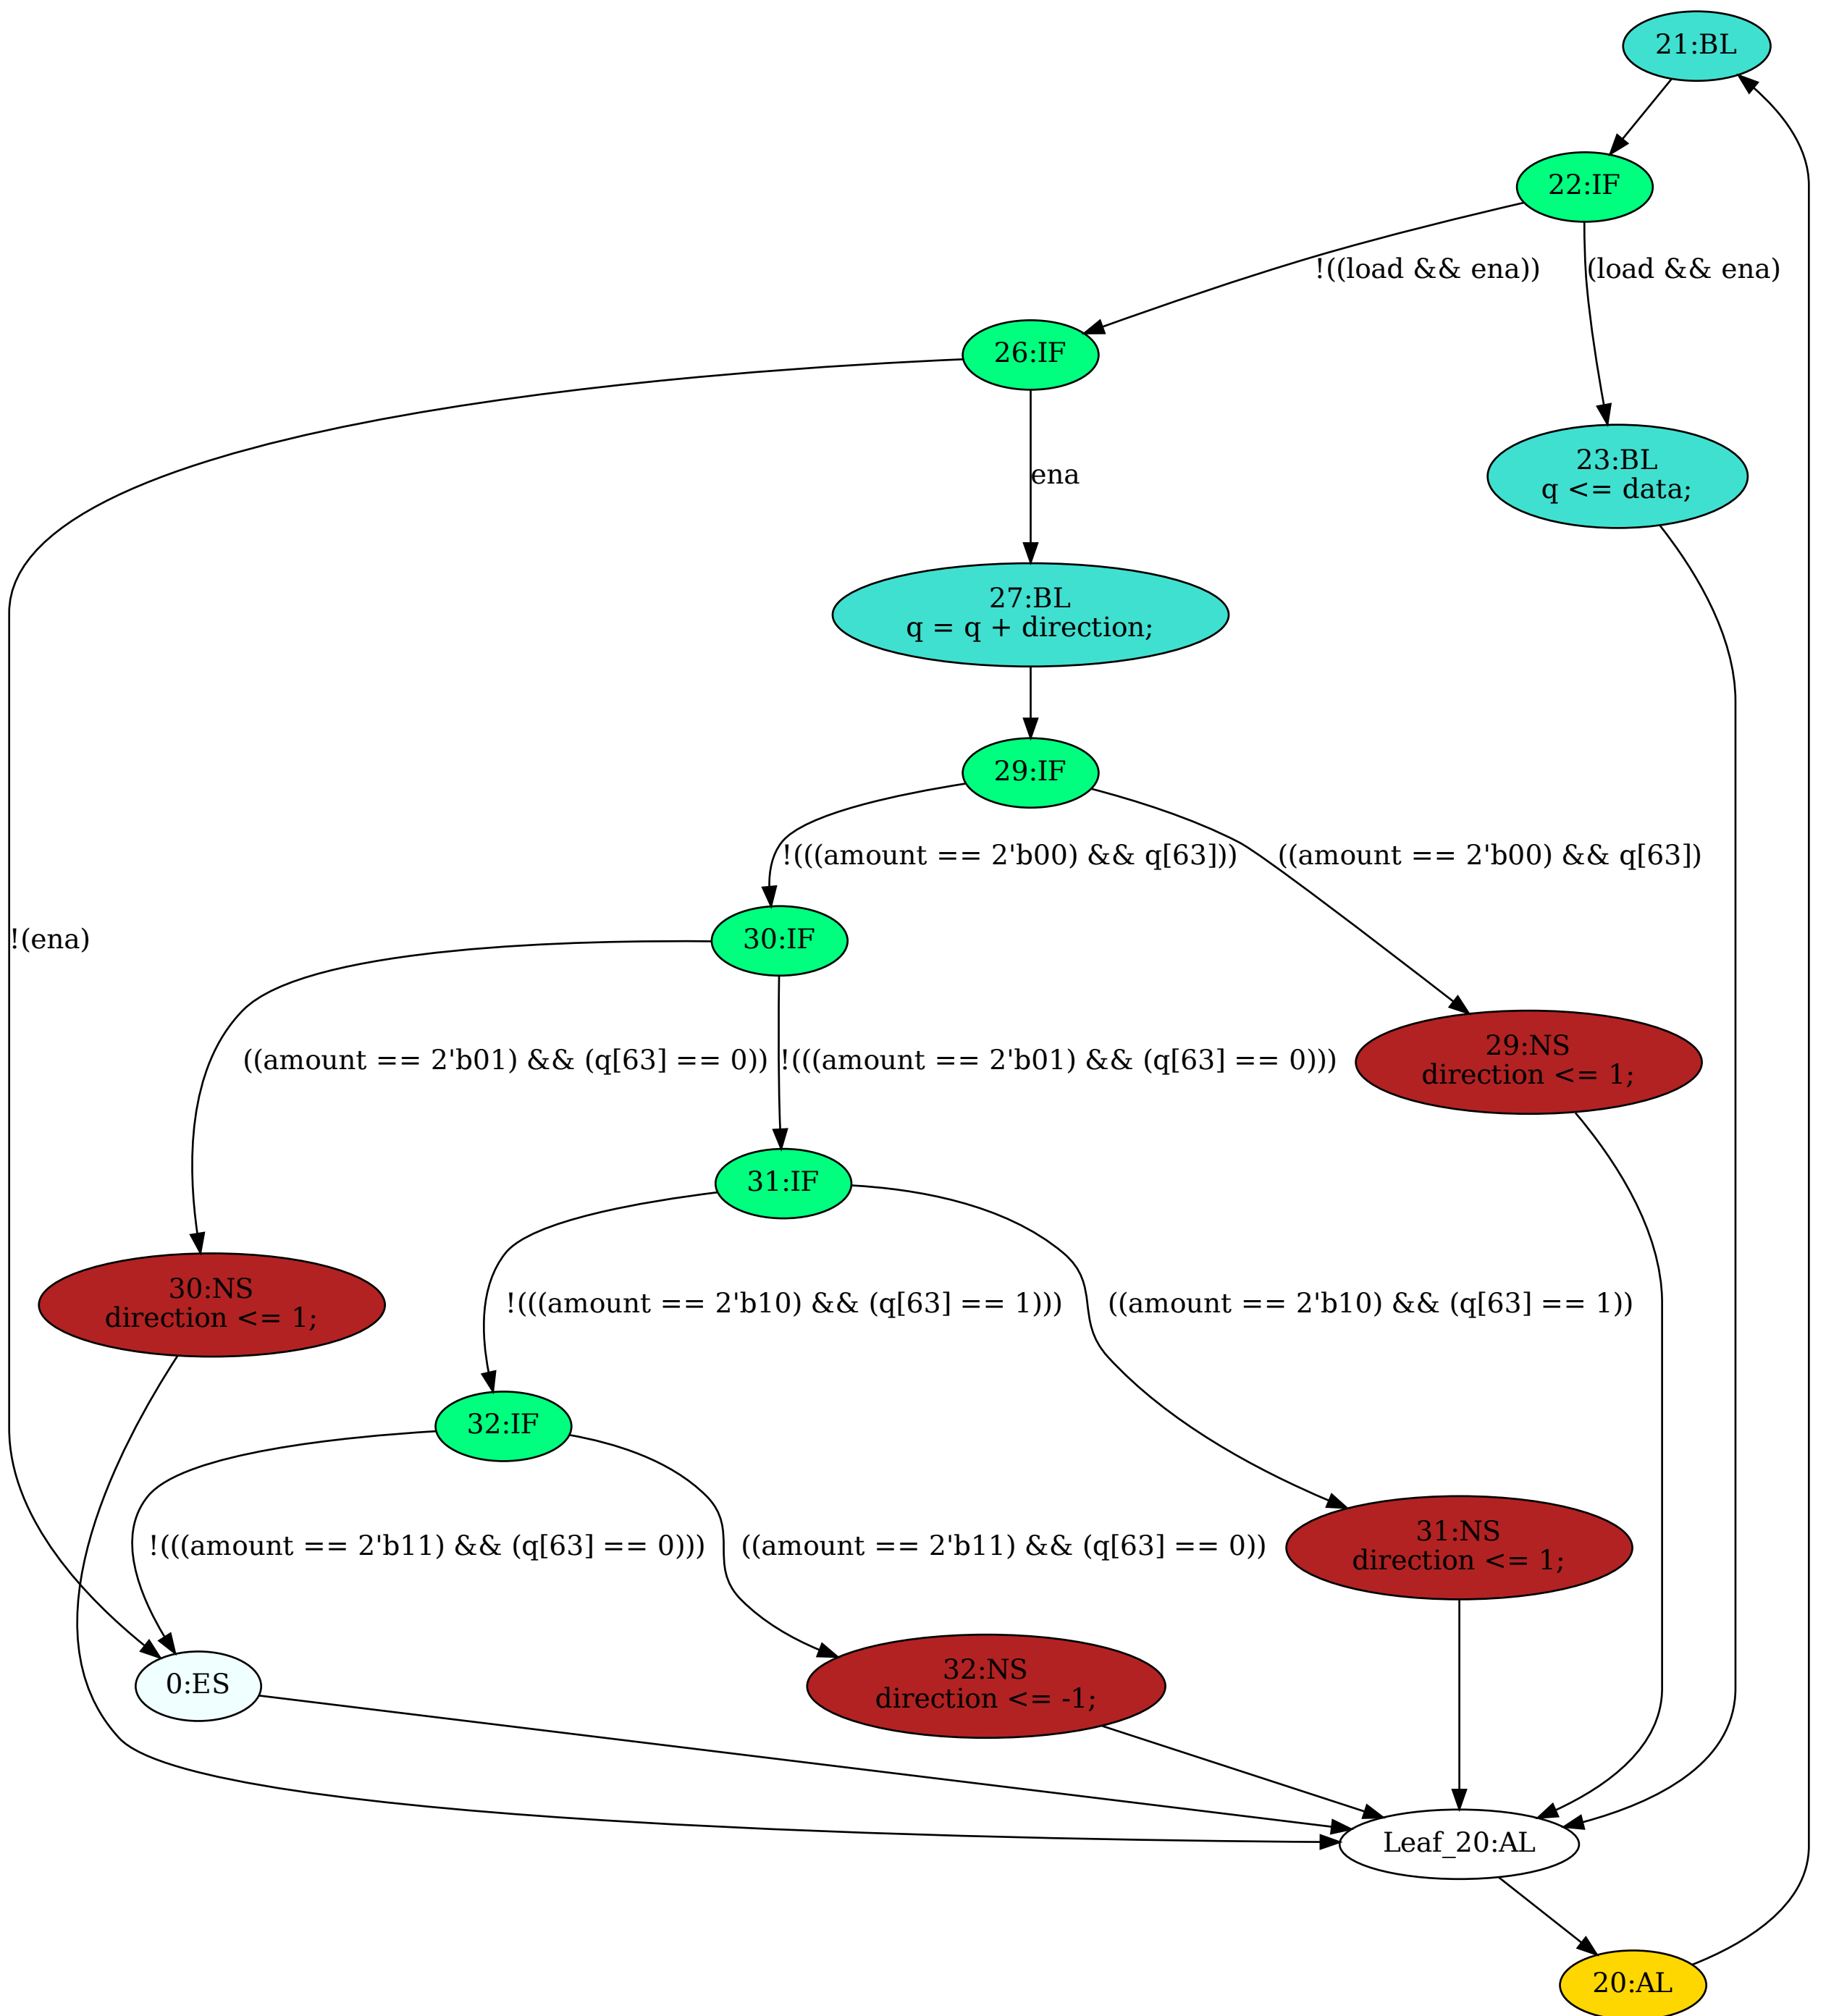 21:BL
22:IF
!((load && ena))
(load && ena)
26:IF
23:BL
q <= data;
ena
27:BL
q = q + direction;
29:IF
!(((amount == 2'b00) && q[63]))
((amount == 2'b00) && q[63])
!(ena)
30:IF
((amount == 2'b01) && (q[63] == 0))
!(((amount == 2'b01) && (q[63] == 0)))
29:NS
direction <= 1;
31:IF
30:NS
direction <= 1;
!(((amount == 2'b10) && (q[63] == 1)))
((amount == 2'b10) && (q[63] == 1))
32:IF
!(((amount == 2'b11) && (q[63] == 0)))
((amount == 2'b11) && (q[63] == 0))
31:NS
direction <= 1;
0:ES
32:NS
direction <= -1;
Leaf_20:AL
20:AL